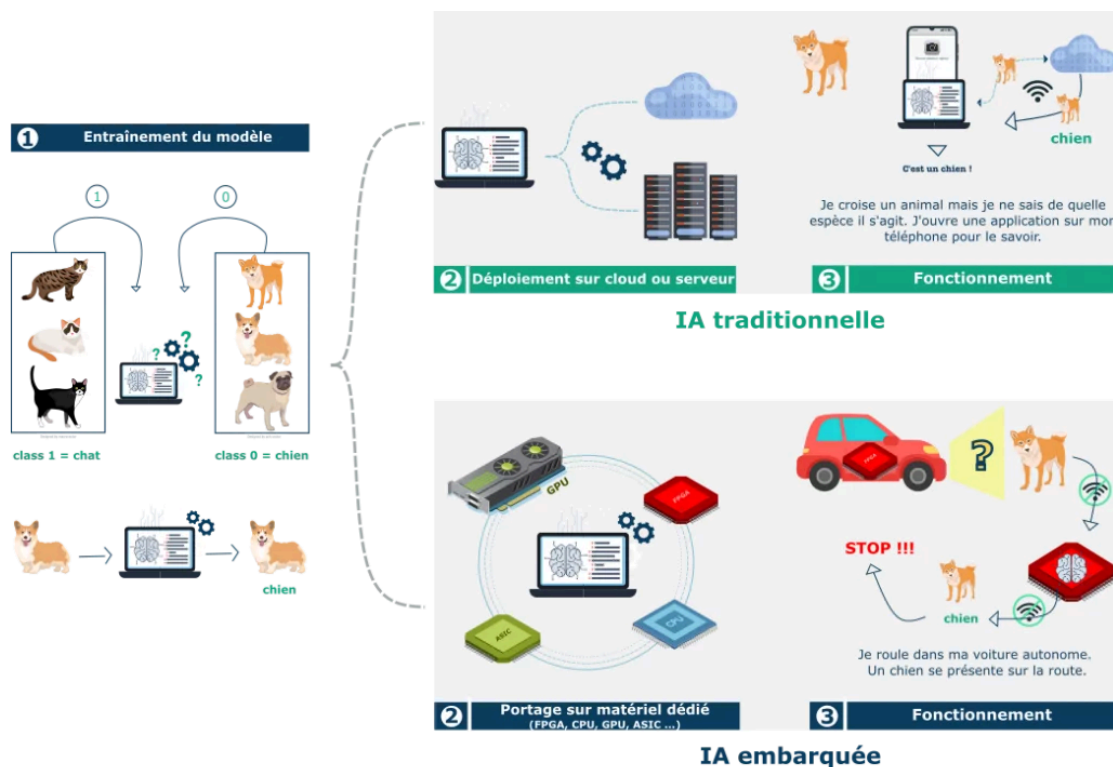 1 Entraînement du modèle
1
0
?
?
?
class 1 = chat
class 0 = chien
chien
2 Déploiement sur cloud ou serveur
chien
C'est un chien !
Je croise un animal mais je ne sais de quelle
espèce il s'agit. J'ouvre une application sur mon
téléphone pour le savoir.
3 Fonctionnement
IA traditionnelle
GPU
FPGA
ASIC
CPU
2 Portage sur matériel dédié
(FPGA, CPU, GPU, ASIC ...)
FPGA
?
STOP !!!
chien
Je roule dans ma voiture autonome.
Un chien se présente sur la route.
3 Fonctionnement
IA embarquée